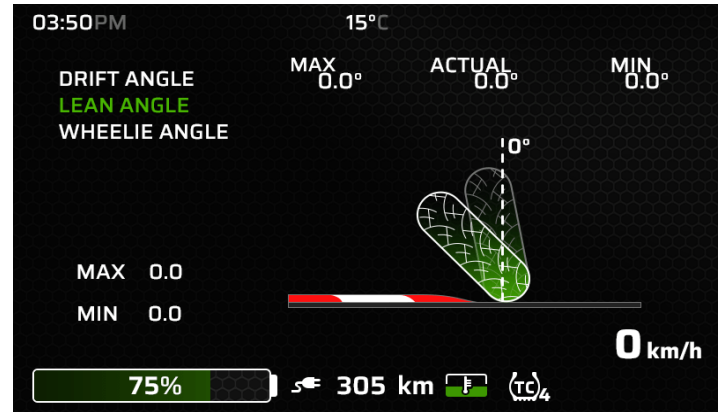 03:50PM 15°C
MAX ACTUAL MIN
0.0° 0.0° 0.0°
DRIFT ANGLE
LEAN ANGLE
WHEELIE ANGLE
0°
MAX 0.0
MIN 0.0
0 km/h
75% 305 km TC 4